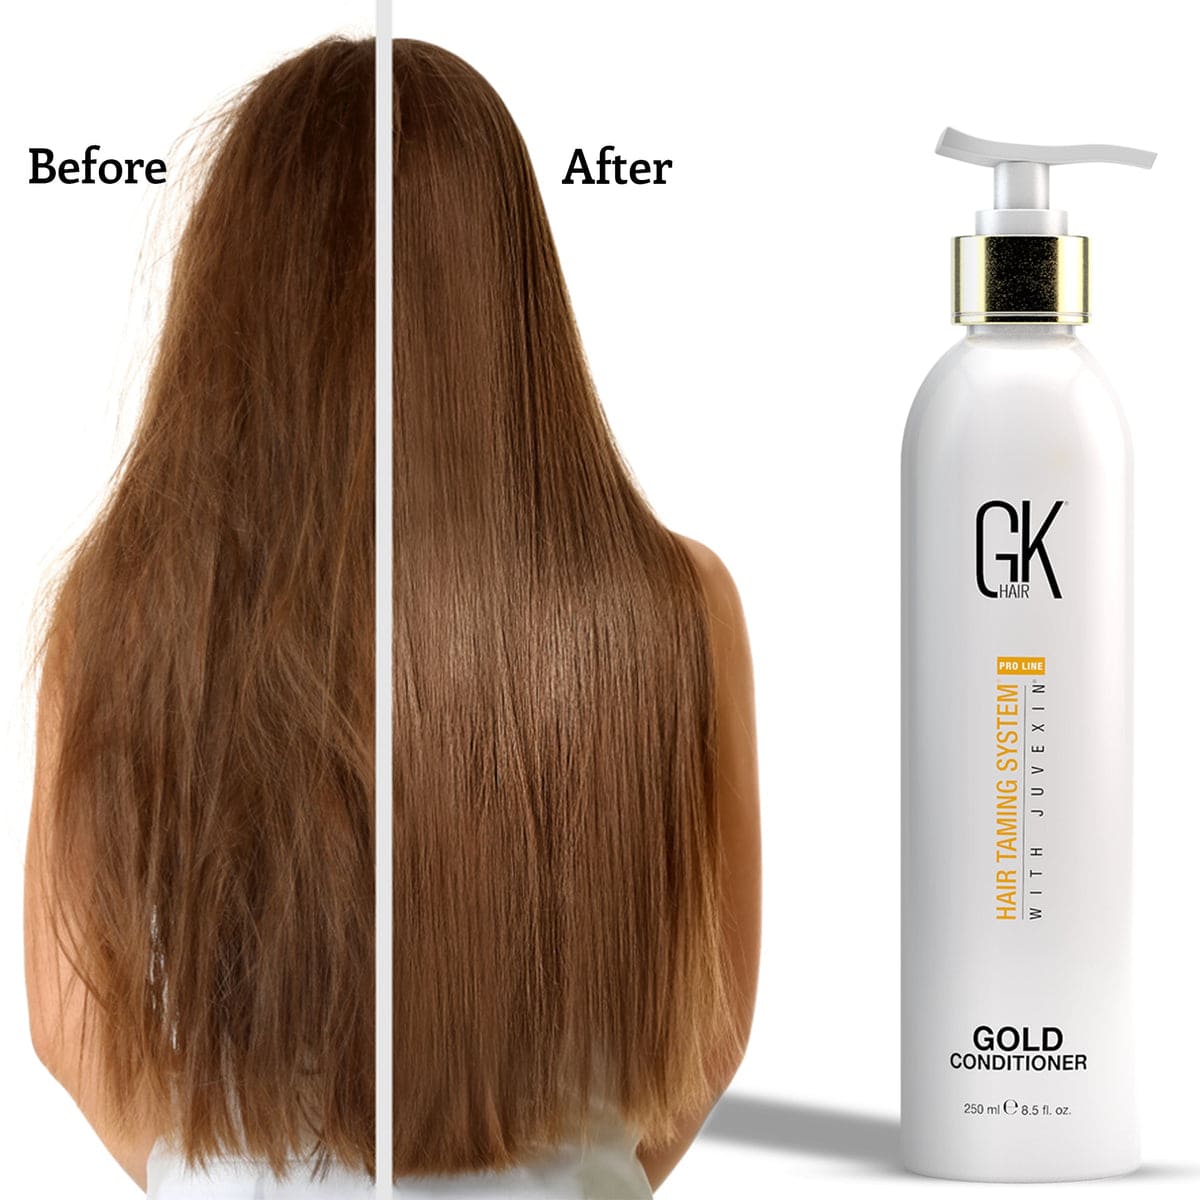 Before
After
GK®
HAIR
PRO LINE
HAIR TAMING SYSTEM
WITH JUVEXIN®
GOLD
CONDITIONER
250 ml ℮ 8.5 fl. oz.